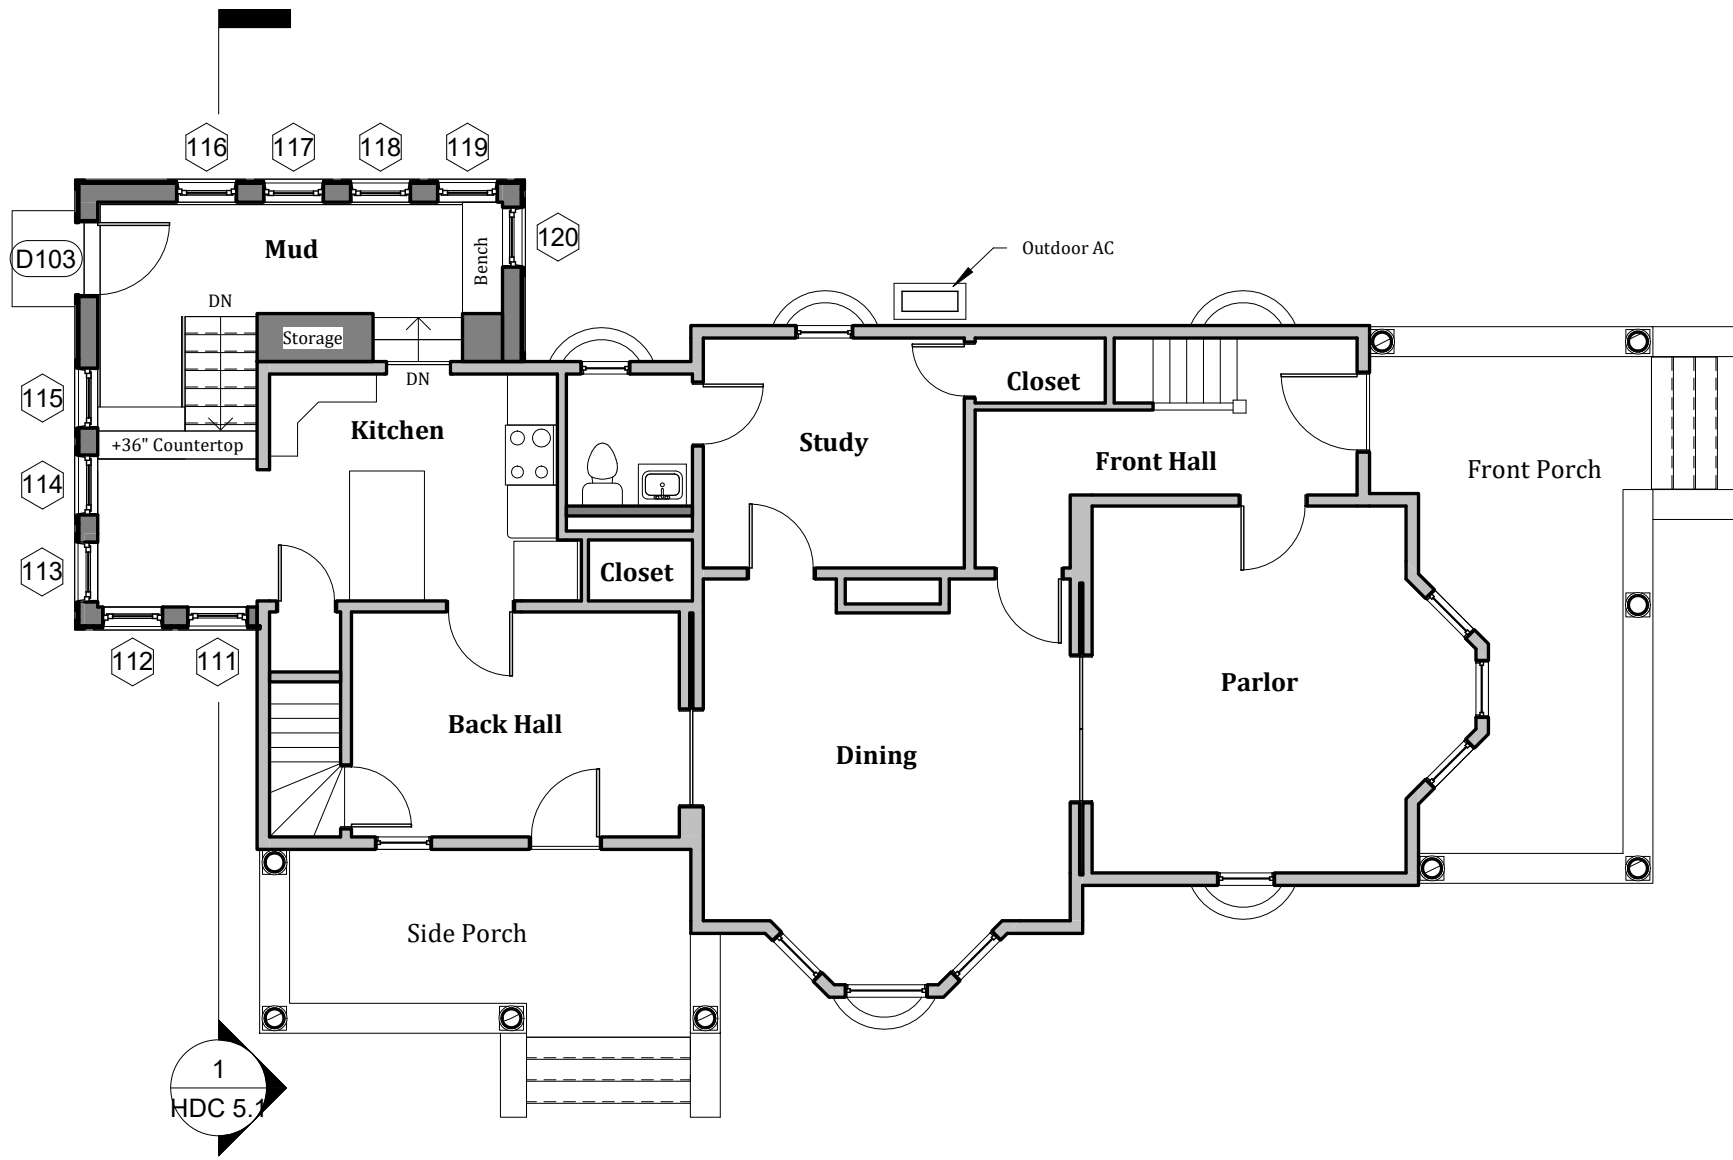 116
117
118
119
120
D103
Mud
Bench
Outdoor AC
DN
Storage
DN
115
+36" Countertop
Kitchen
Closet
Study
Front Hall
Front Porch
114
113
Closet
112
111
Parlor
Back Hall
Dining
Side Porch
1
HDC 5.1